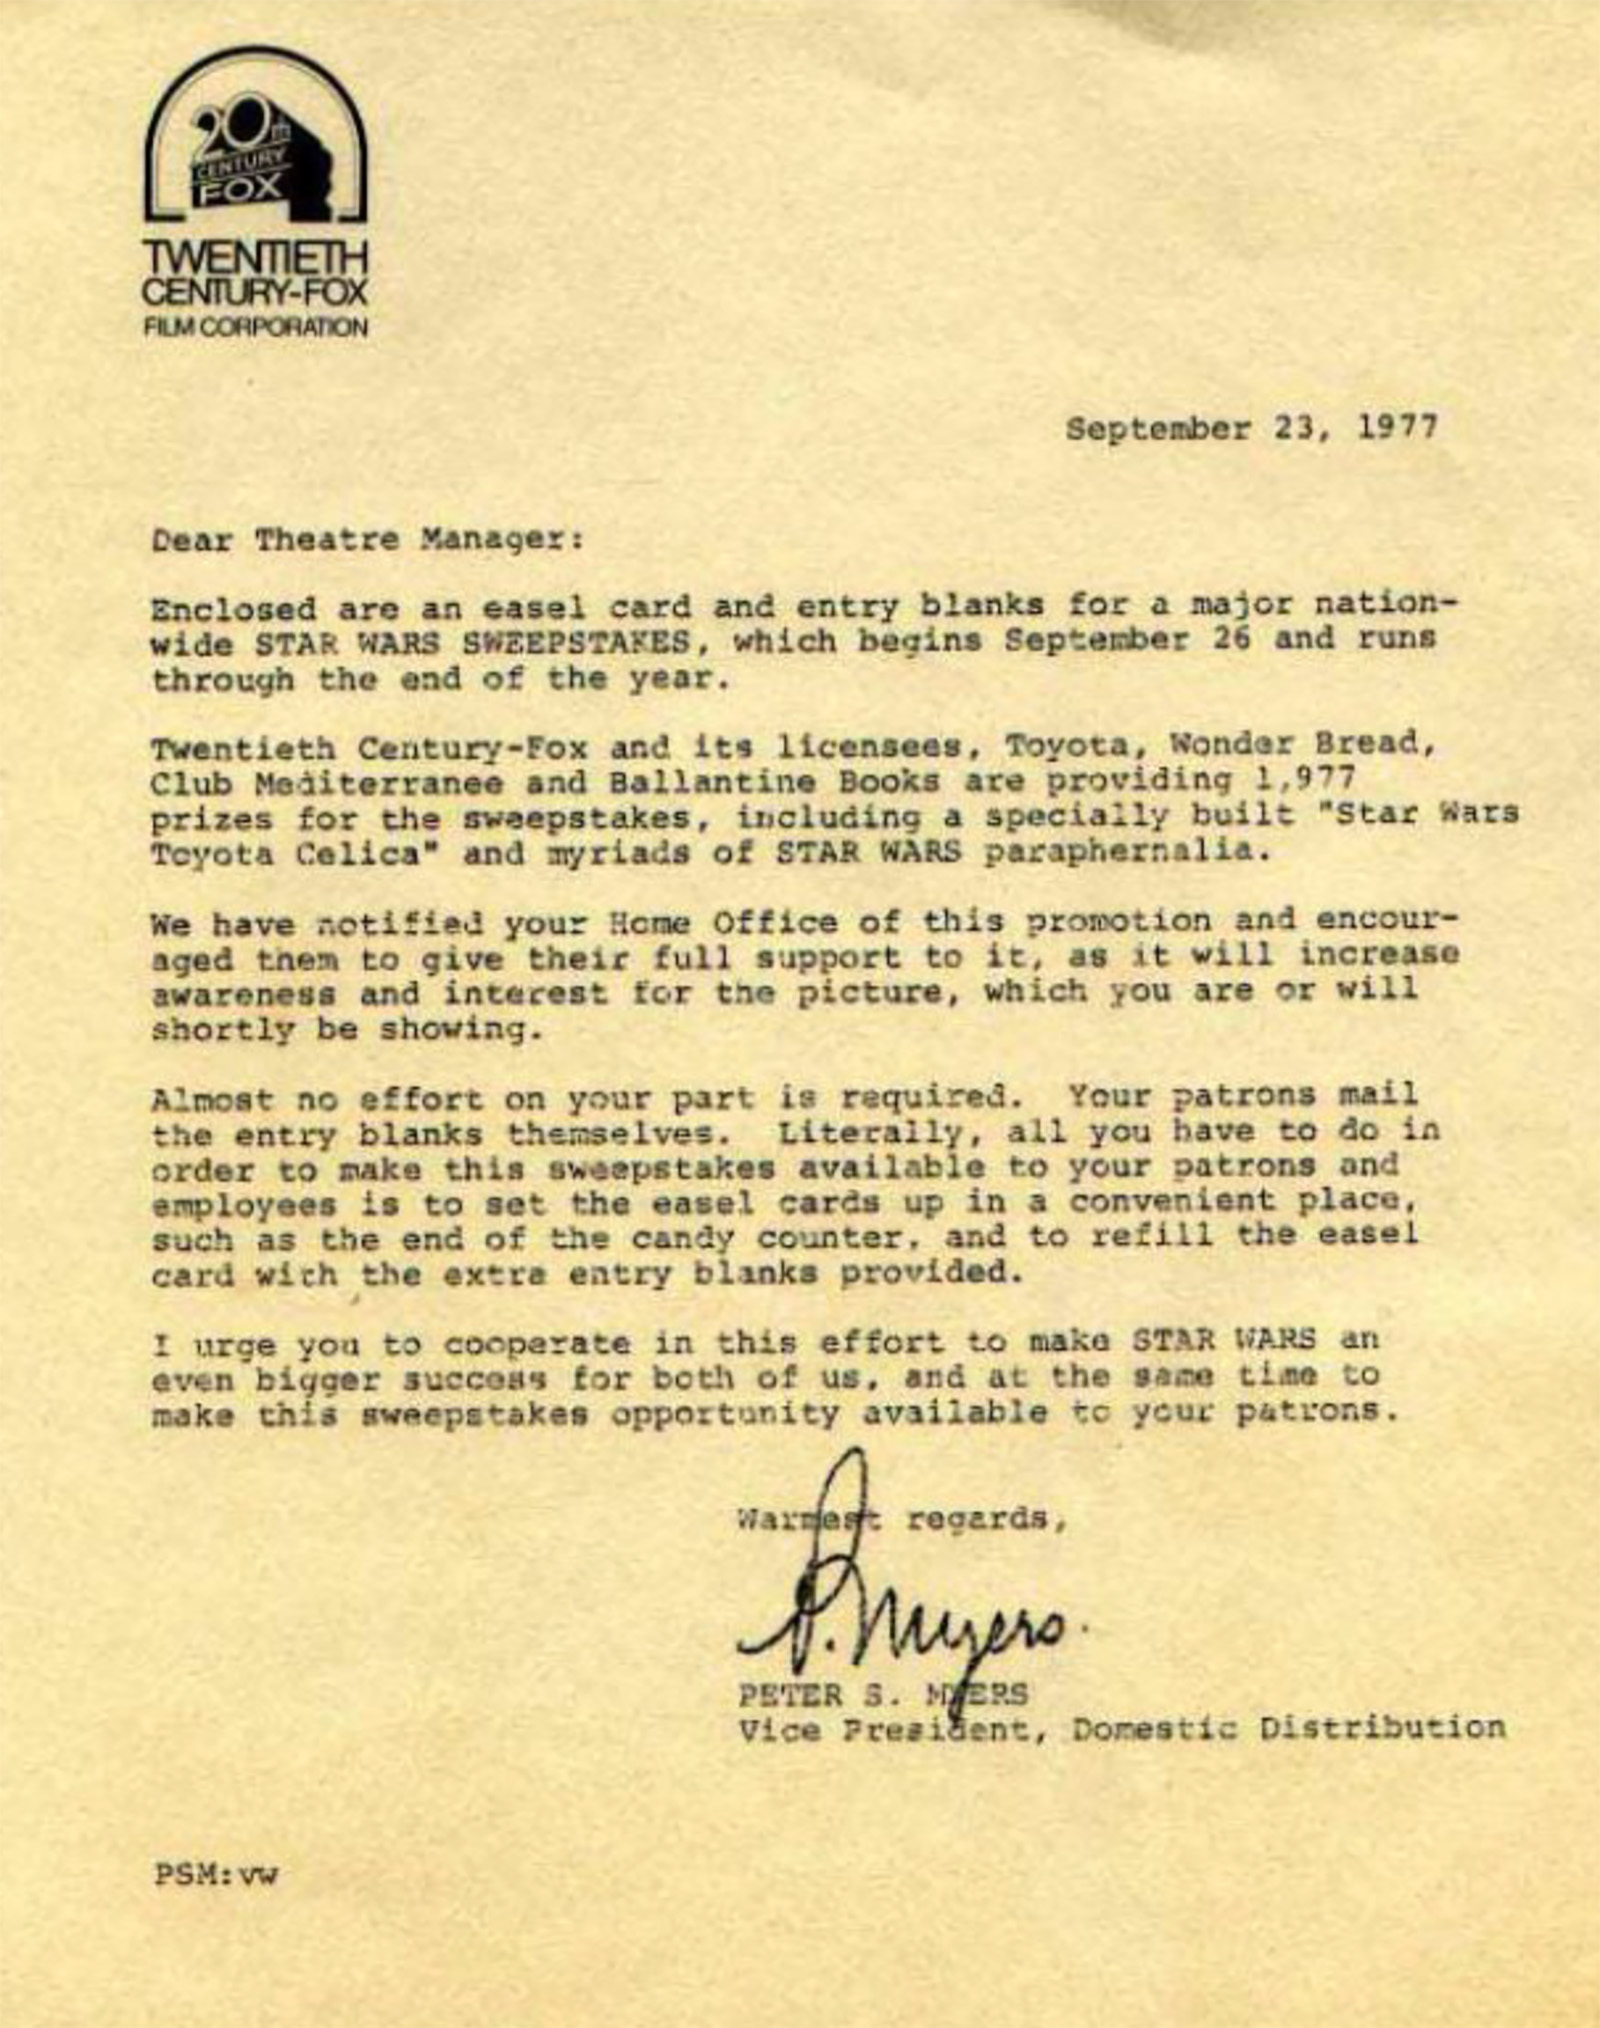 20th
CENTURY
FOX
TWENTIETH
CENTURY-FOX
FILM CORPORATION
September 23, 1977
Dear Theatre Manager:
Enclosed are an easel card and entry blanks for a major nation-
wide STAR WARS SWEEPSTAKES, which begins September 26 and runs
through the end of the year.
Twentieth Century-Fox and its licensees, Toyota, Wonder Bread,
Club Mediterranee and Ballantine Books are providing 1,977
prizes for the sweepstakes, including a specially built "Star Wars
Toyota Celica" and myriads of STAR WARS paraphernalia.
We have notified your Home Office of this promotion and encour-
aged them to give their full support to it, as it will increase
awareness and interest for the picture, which you are or will
shortly be showing.
Almost no effort on your part is required. Your patrons mail
the entry blanks themselves. Literally, all you have to do in
order to make this sweepstakes available to your patrons and
employees is to set the easel cards up in a convenient place,
such as the end of the candy counter, and to refill the easel
card with the extra entry blanks provided.
I urge you to cooperate in this effort to make STAR WARS an
even bigger success for both of us, and at the same time to
make this sweepstakes opportunity available to your patrons.
Warmest regards,
P. Myers.
PETER S. MYERS
Vice President, Domestic Distribution
PSM:vw